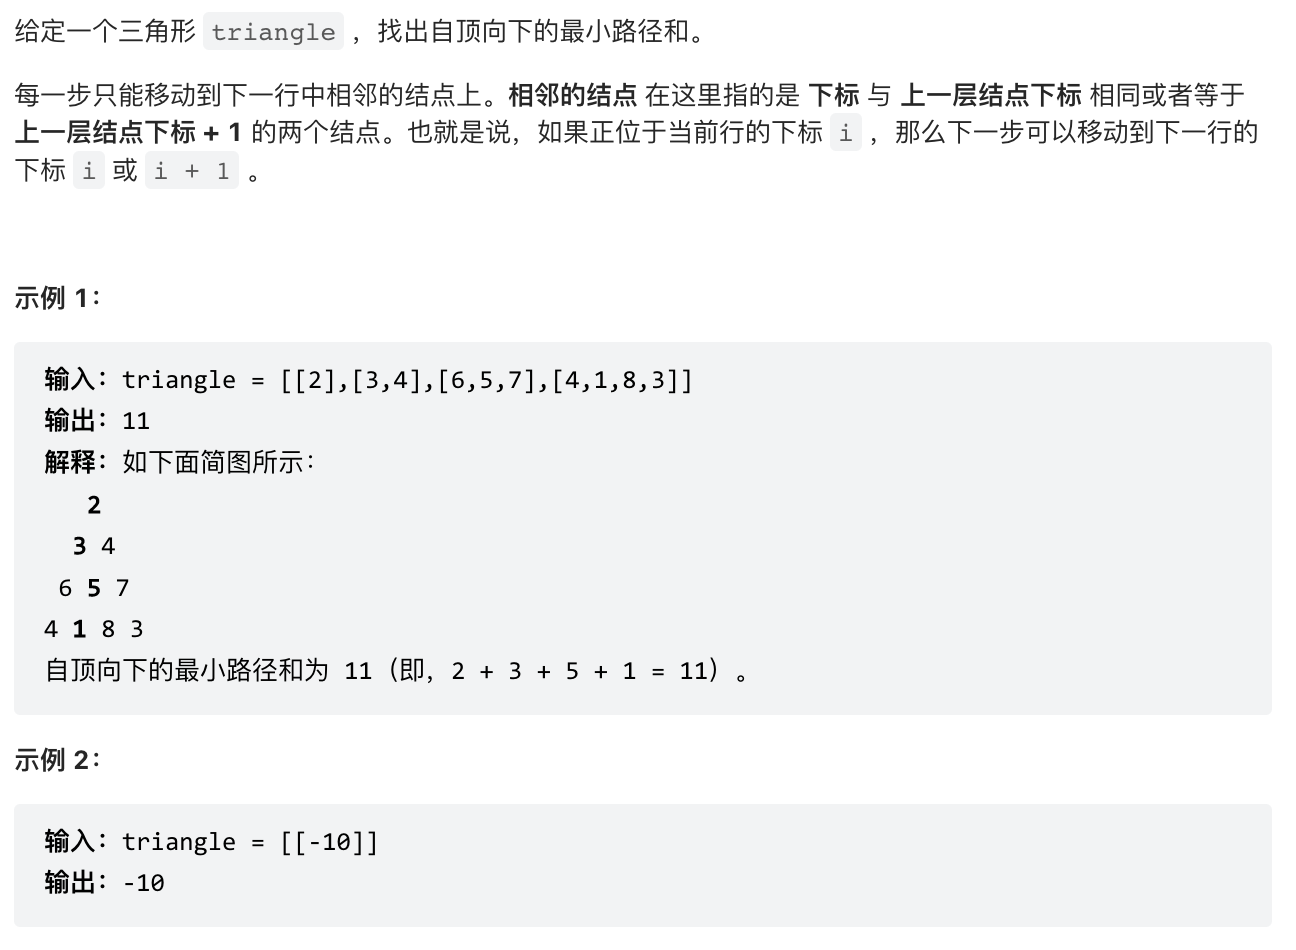 给定一个三角形 triangle ，找出自顶向下的最小路径和。
每一步只能移动到下一行中相邻的结点上。相邻的结点 在这里指的是 下标 与 上一层结点下标 相同或者等于
上一层结点下标 + 1 的两个结点。也就是说，如果正位于当前行的下标 i ，那么下一步可以移动到下一行的
下标 i 或 i + 1 。
示例 1：
输入：triangle = [[2],[3,4],[6,5,7],[4,1,8,3]]
输出：11
解释：如下面简图所示：
2
3 4
6 5 7
4 1 8 3
自顶向下的最小路径和为 11（即，2 + 3 + 5 + 1 = 11）。
示例 2：
输入：triangle = [[-10]]
输出：-10